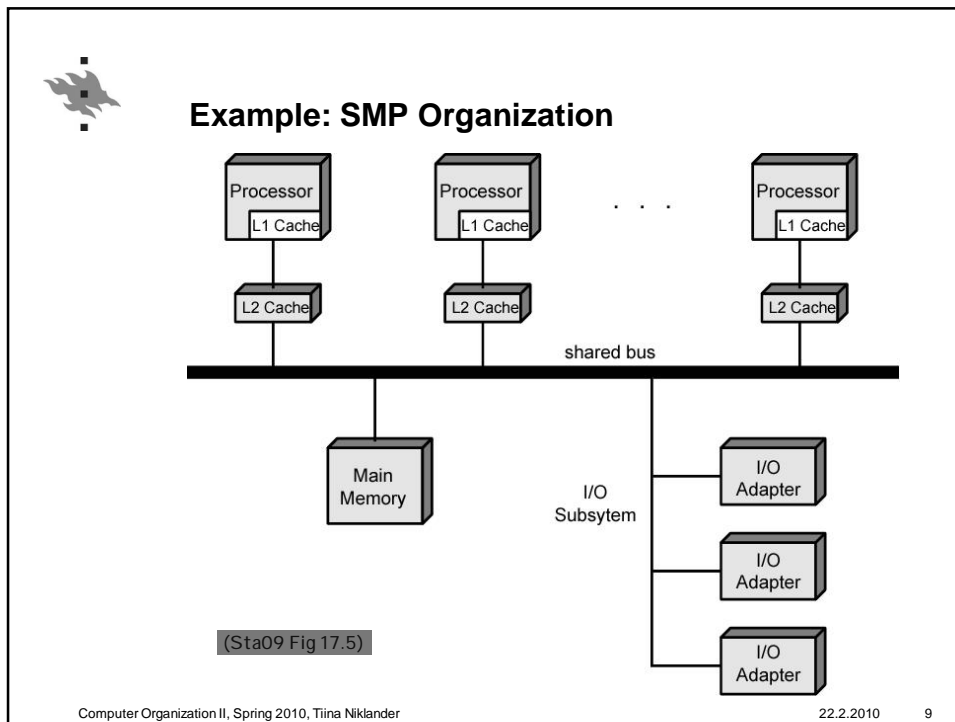 Example: SMP Organization
Processor
L1 Cache
Processor
L1 Cache
. . .
Processor
L1 Cache
L2 Cache
L2 Cache
L2 Cache
shared bus
Main
Memory
I/O
Subsytem
I/O
Adapter
I/O
Adapter
I/O
Adapter
(Sta09 Fig 17.5)
Computer Organization II, Spring 2010, Tiina Niklander
22.2.2010
9